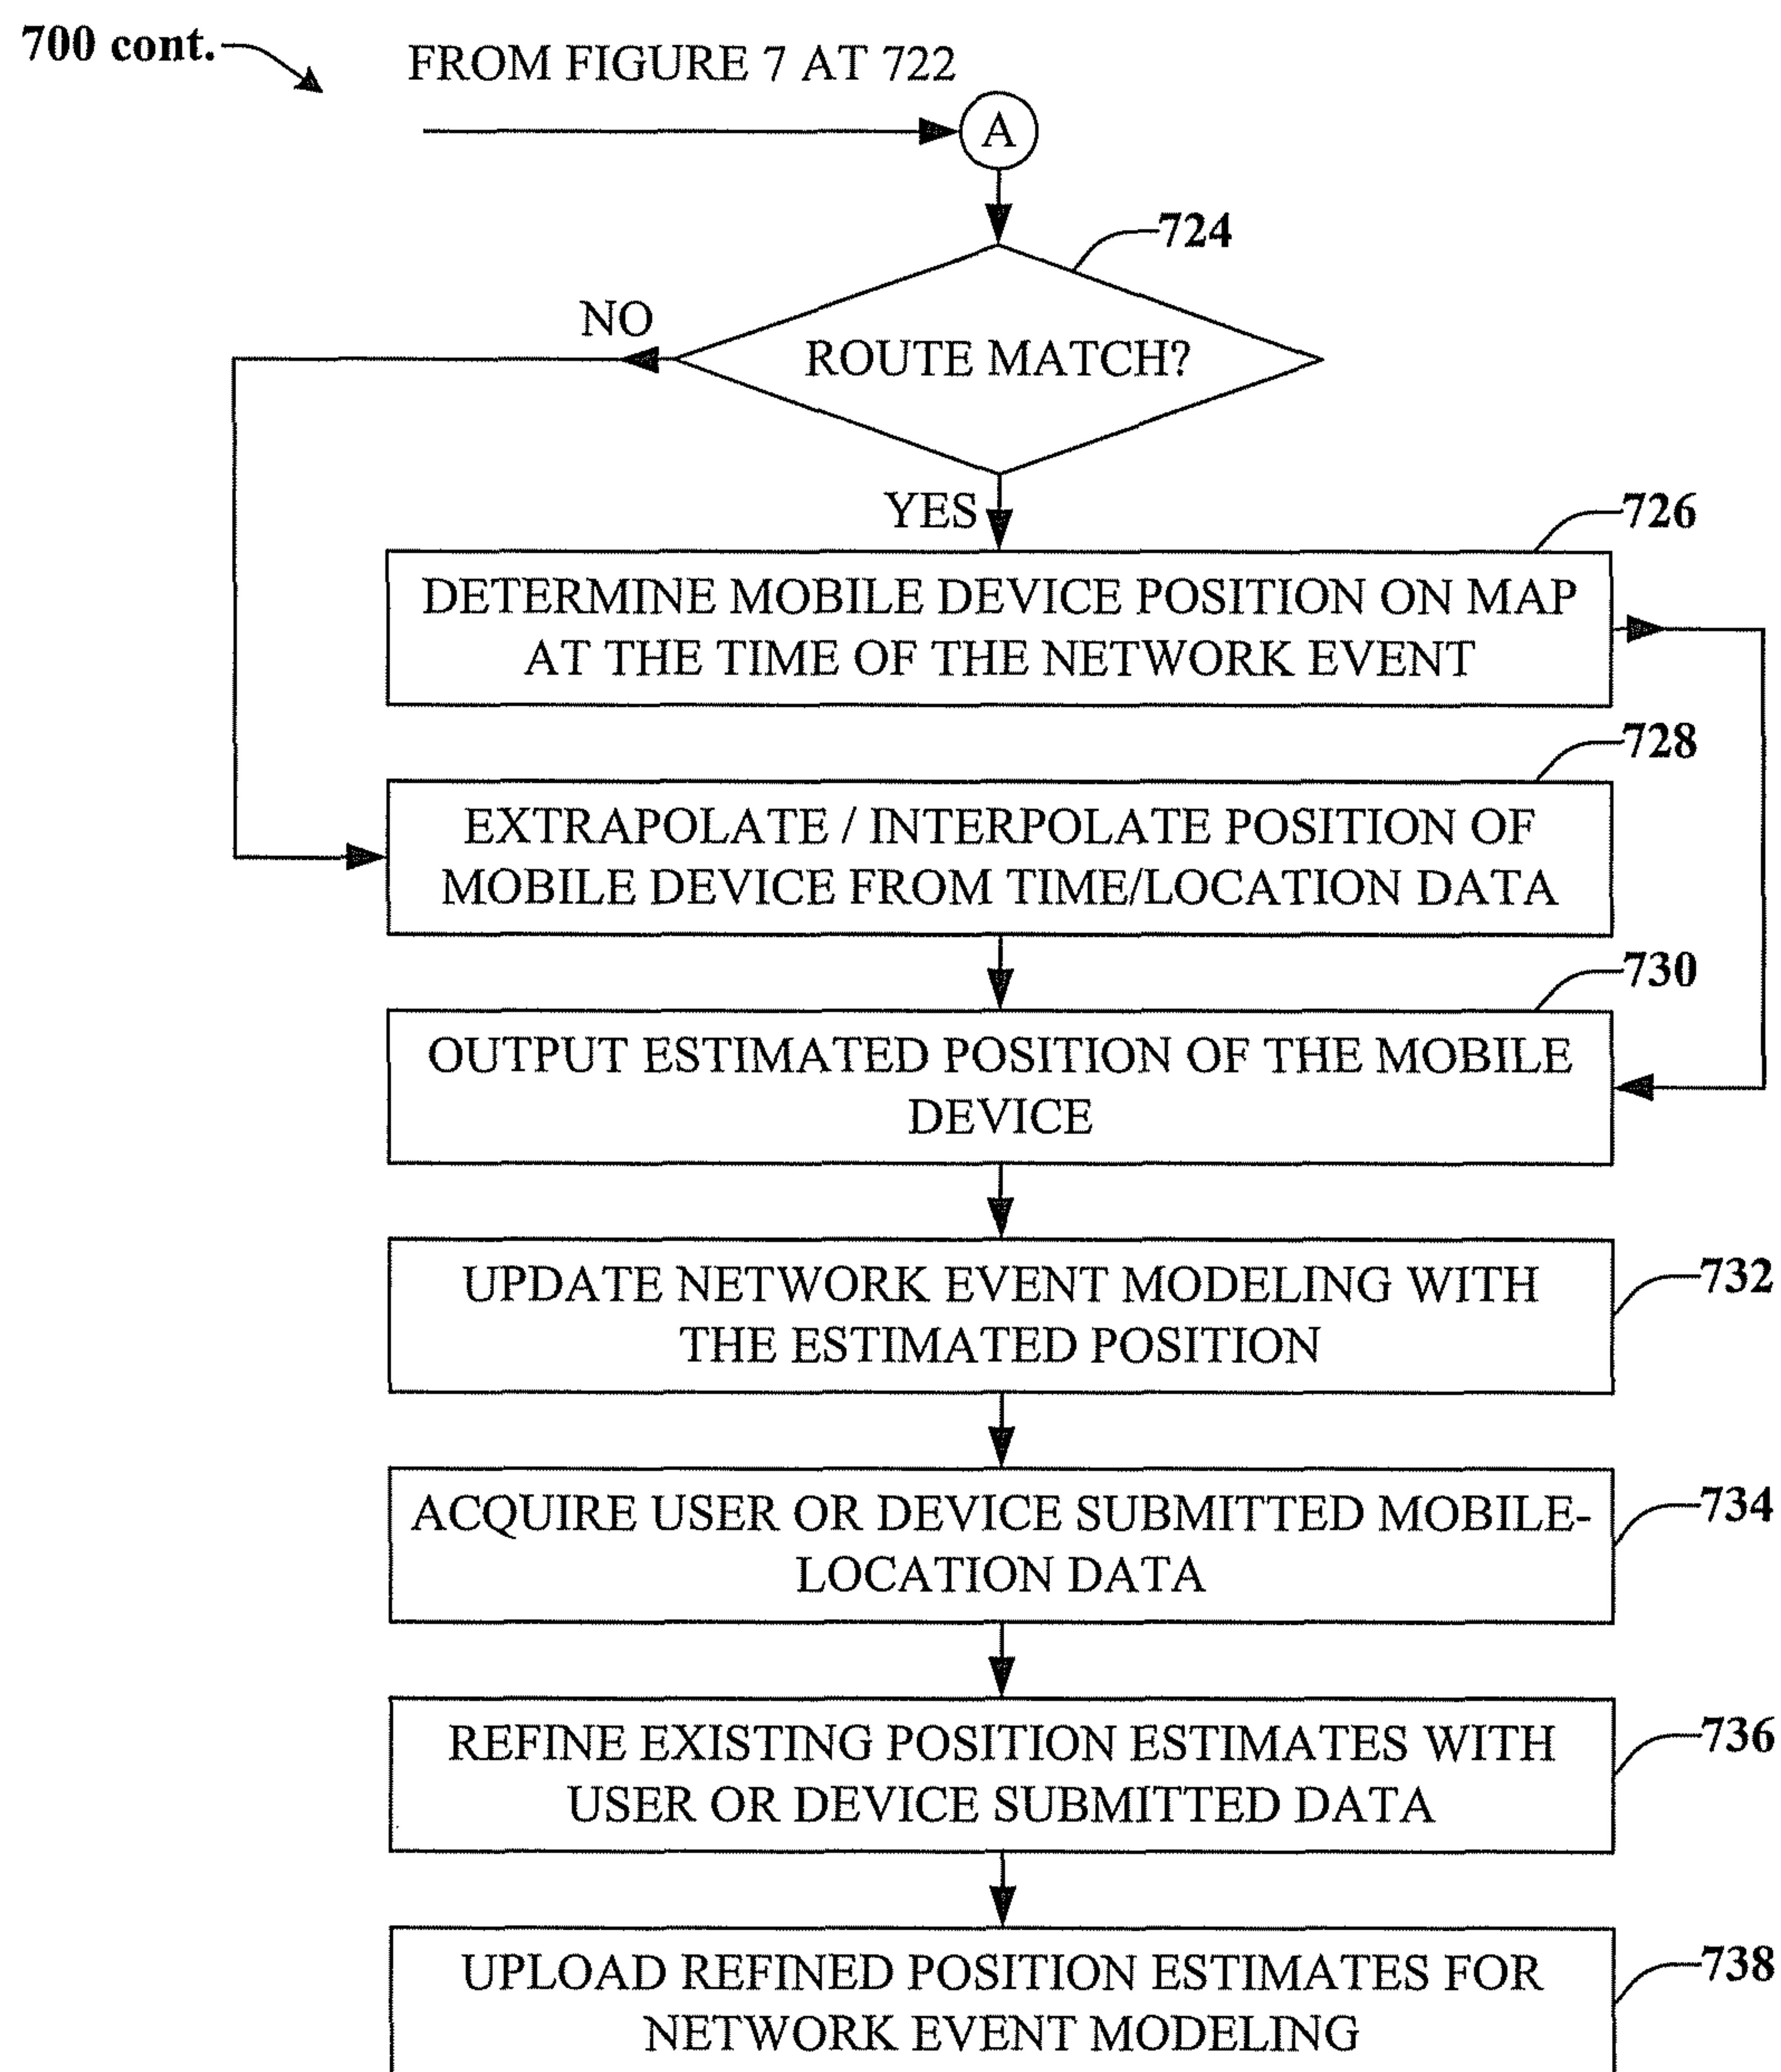 700 cont.
FROM FIGURE 7 AT 722
A
724
NO
ROUTE MATCH?
YES
726
DETERMINE MOBILE DEVICE POSITION ON MAP
AT THE TIME OF THE NETWORK EVENT
728
EXTRAPOLATE / INTERPOLATE POSITION OF
MOBILE DEVICE FROM TIME/LOCATION DATA
730
OUTPUT ESTIMATED POSITION OF THE MOBILE
DEVICE
732
UPDATE NETWORK EVENT MODELING WITH
THE ESTIMATED POSITION
734
ACQUIRE USER OR DEVICE SUBMITTED MOBILE-
LOCATION DATA
736
REFINE EXISTING POSITION ESTIMATES WITH
USER OR DEVICE SUBMITTED DATA
738
UPLOAD REFINED POSITION ESTIMATES FOR
NETWORK EVENT MODELING